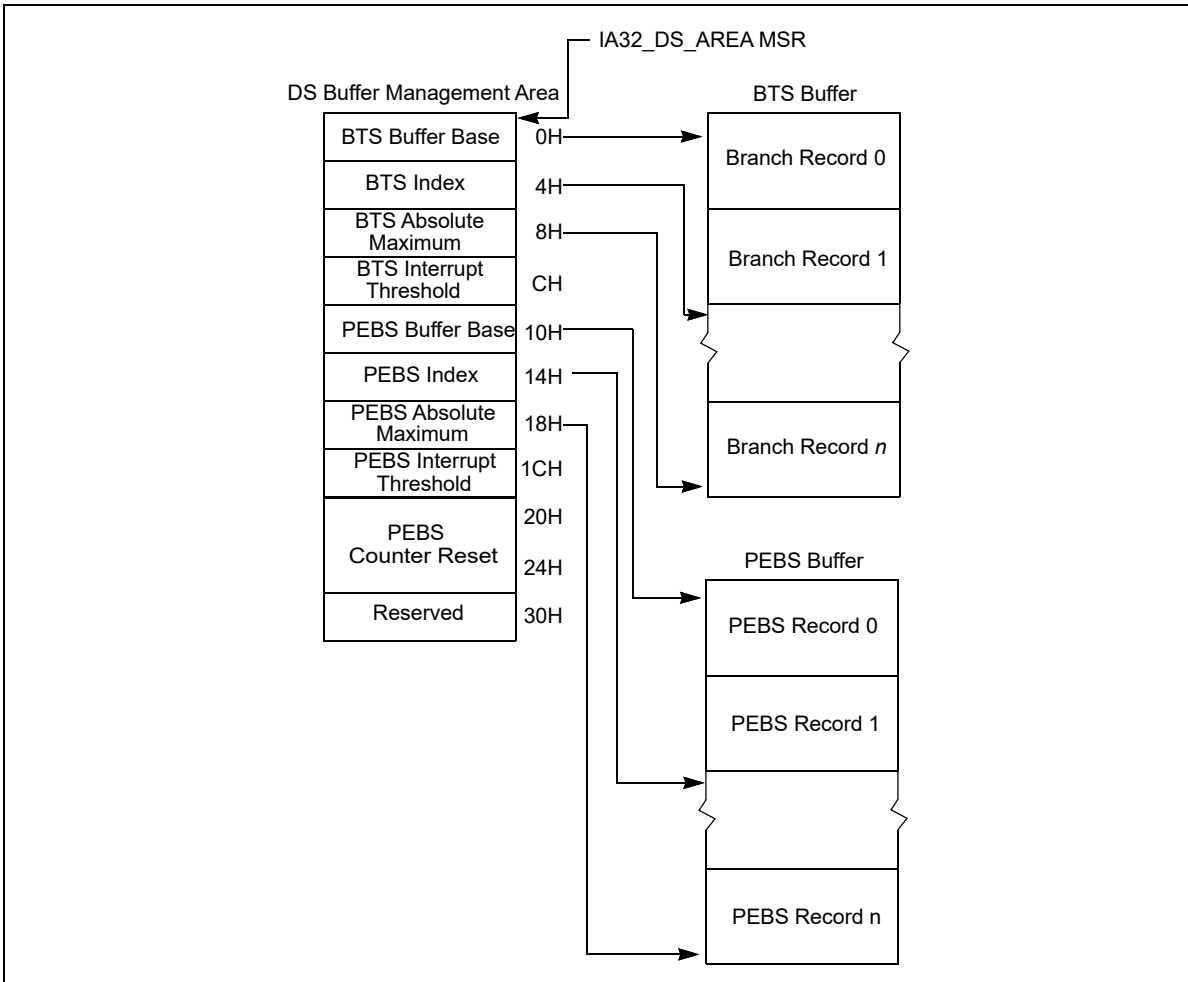 IA32_DS_AREA MSR
DS Buffer Management Area
BTS Buffer Base 0H
BTS Index 4H
BTS Absolute
Maximum 8H
BTS Interrupt
Threshold CH
PEBS Buffer Base 10H
PEBS Index 14H
PEBS Absolute
Maximum 18H
PEBS Interrupt
Threshold 1CH
20H
PEBS
Counter Reset
24H
Reserved 30H
BTS Buffer
Branch Record 0
Branch Record 1
Branch Record n
PEBS Buffer
PEBS Record 0
PEBS Record 1
PEBS Record n